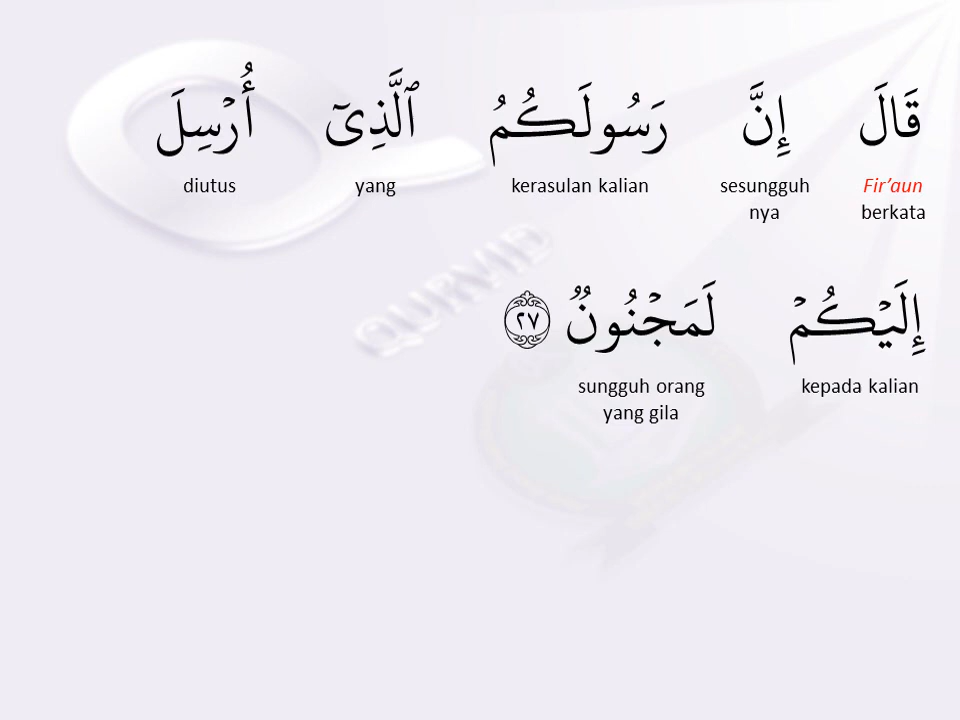 قَالَ إِنَّ رَسُولَكُمُ ٱلَّذِىٓ أُرْسِلَ
Fir’aun berkata
sesungguh nya
kerasulan kalian
yang
diutus
إِلَيْكُمْ لَمَجْنُونٌ ٢٧
kepada kalian
sungguh orang yang gila
QURVID